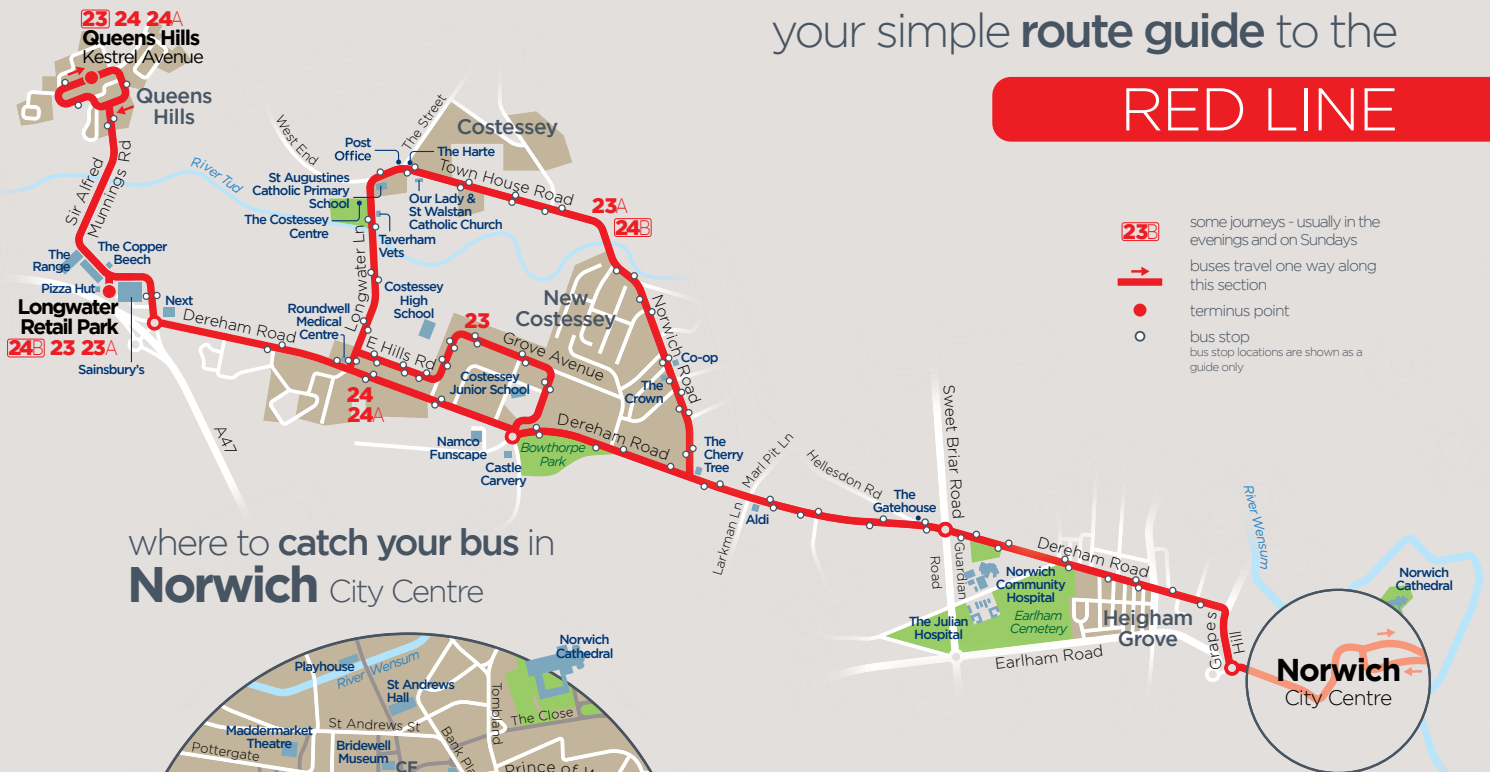 your simple route guide to the
RED LINE
23 24 24A
Queens Hills
Kestrel Avenue
Queens
Hills
Sir Alfred
Munnings Rd
River Tud
West End
The Street
Costessey
Post
Office
The Harte
Town House Road
St Augustines
Catholic Primary
School
Our Lady &
St Walstan
Catholic Church
The Costessey
Centre
Taverham
Vets
23A
24B
The Copper
Beech
The
Range
Pizza Hut
Longwater
Retail Park
24B 23 23A
Sainsbury's
Next
Dereham Road
A47
Roundwell
Medical
Centre
Longwater Ln
Costessey
High
School
E Hills Rd
23
New
Costessey
Grove Avenue
Costessey
Junior School
24
24A
Norwich Road
Co-op
The
Crown
Dereham Road
The
Cherry
Tree
Namco
Funscape
Castle
Carvery
Bowthorpe
Park
Marl Pit Ln
Larkman Ln
Aldi
Hellesdon Rd
The
Gatehouse
Sweet Briar Road
Guardian
Road
Dereham Road
Norwich
Community
Hospital
The Julian
Hospital
Earlham
Cemetery
Earlham Road
Heigham
Grove
Grapes
Hill
River Wensum
Norwich
Cathedral
Norwich
City Centre
23B
some journeys - usually in the
evenings and on Sundays
buses travel one way along
this section
terminus point
bus stop
bus stop locations are shown as a
guide only
where to catch your bus in
Norwich City Centre
Playhouse
River Wensum
Norwich
Cathedral
St Andrews
Hall
Tombland
The Close
Maddermarket
Theatre
St Andrews St
Pottergate
Bridewell
Museum
CE